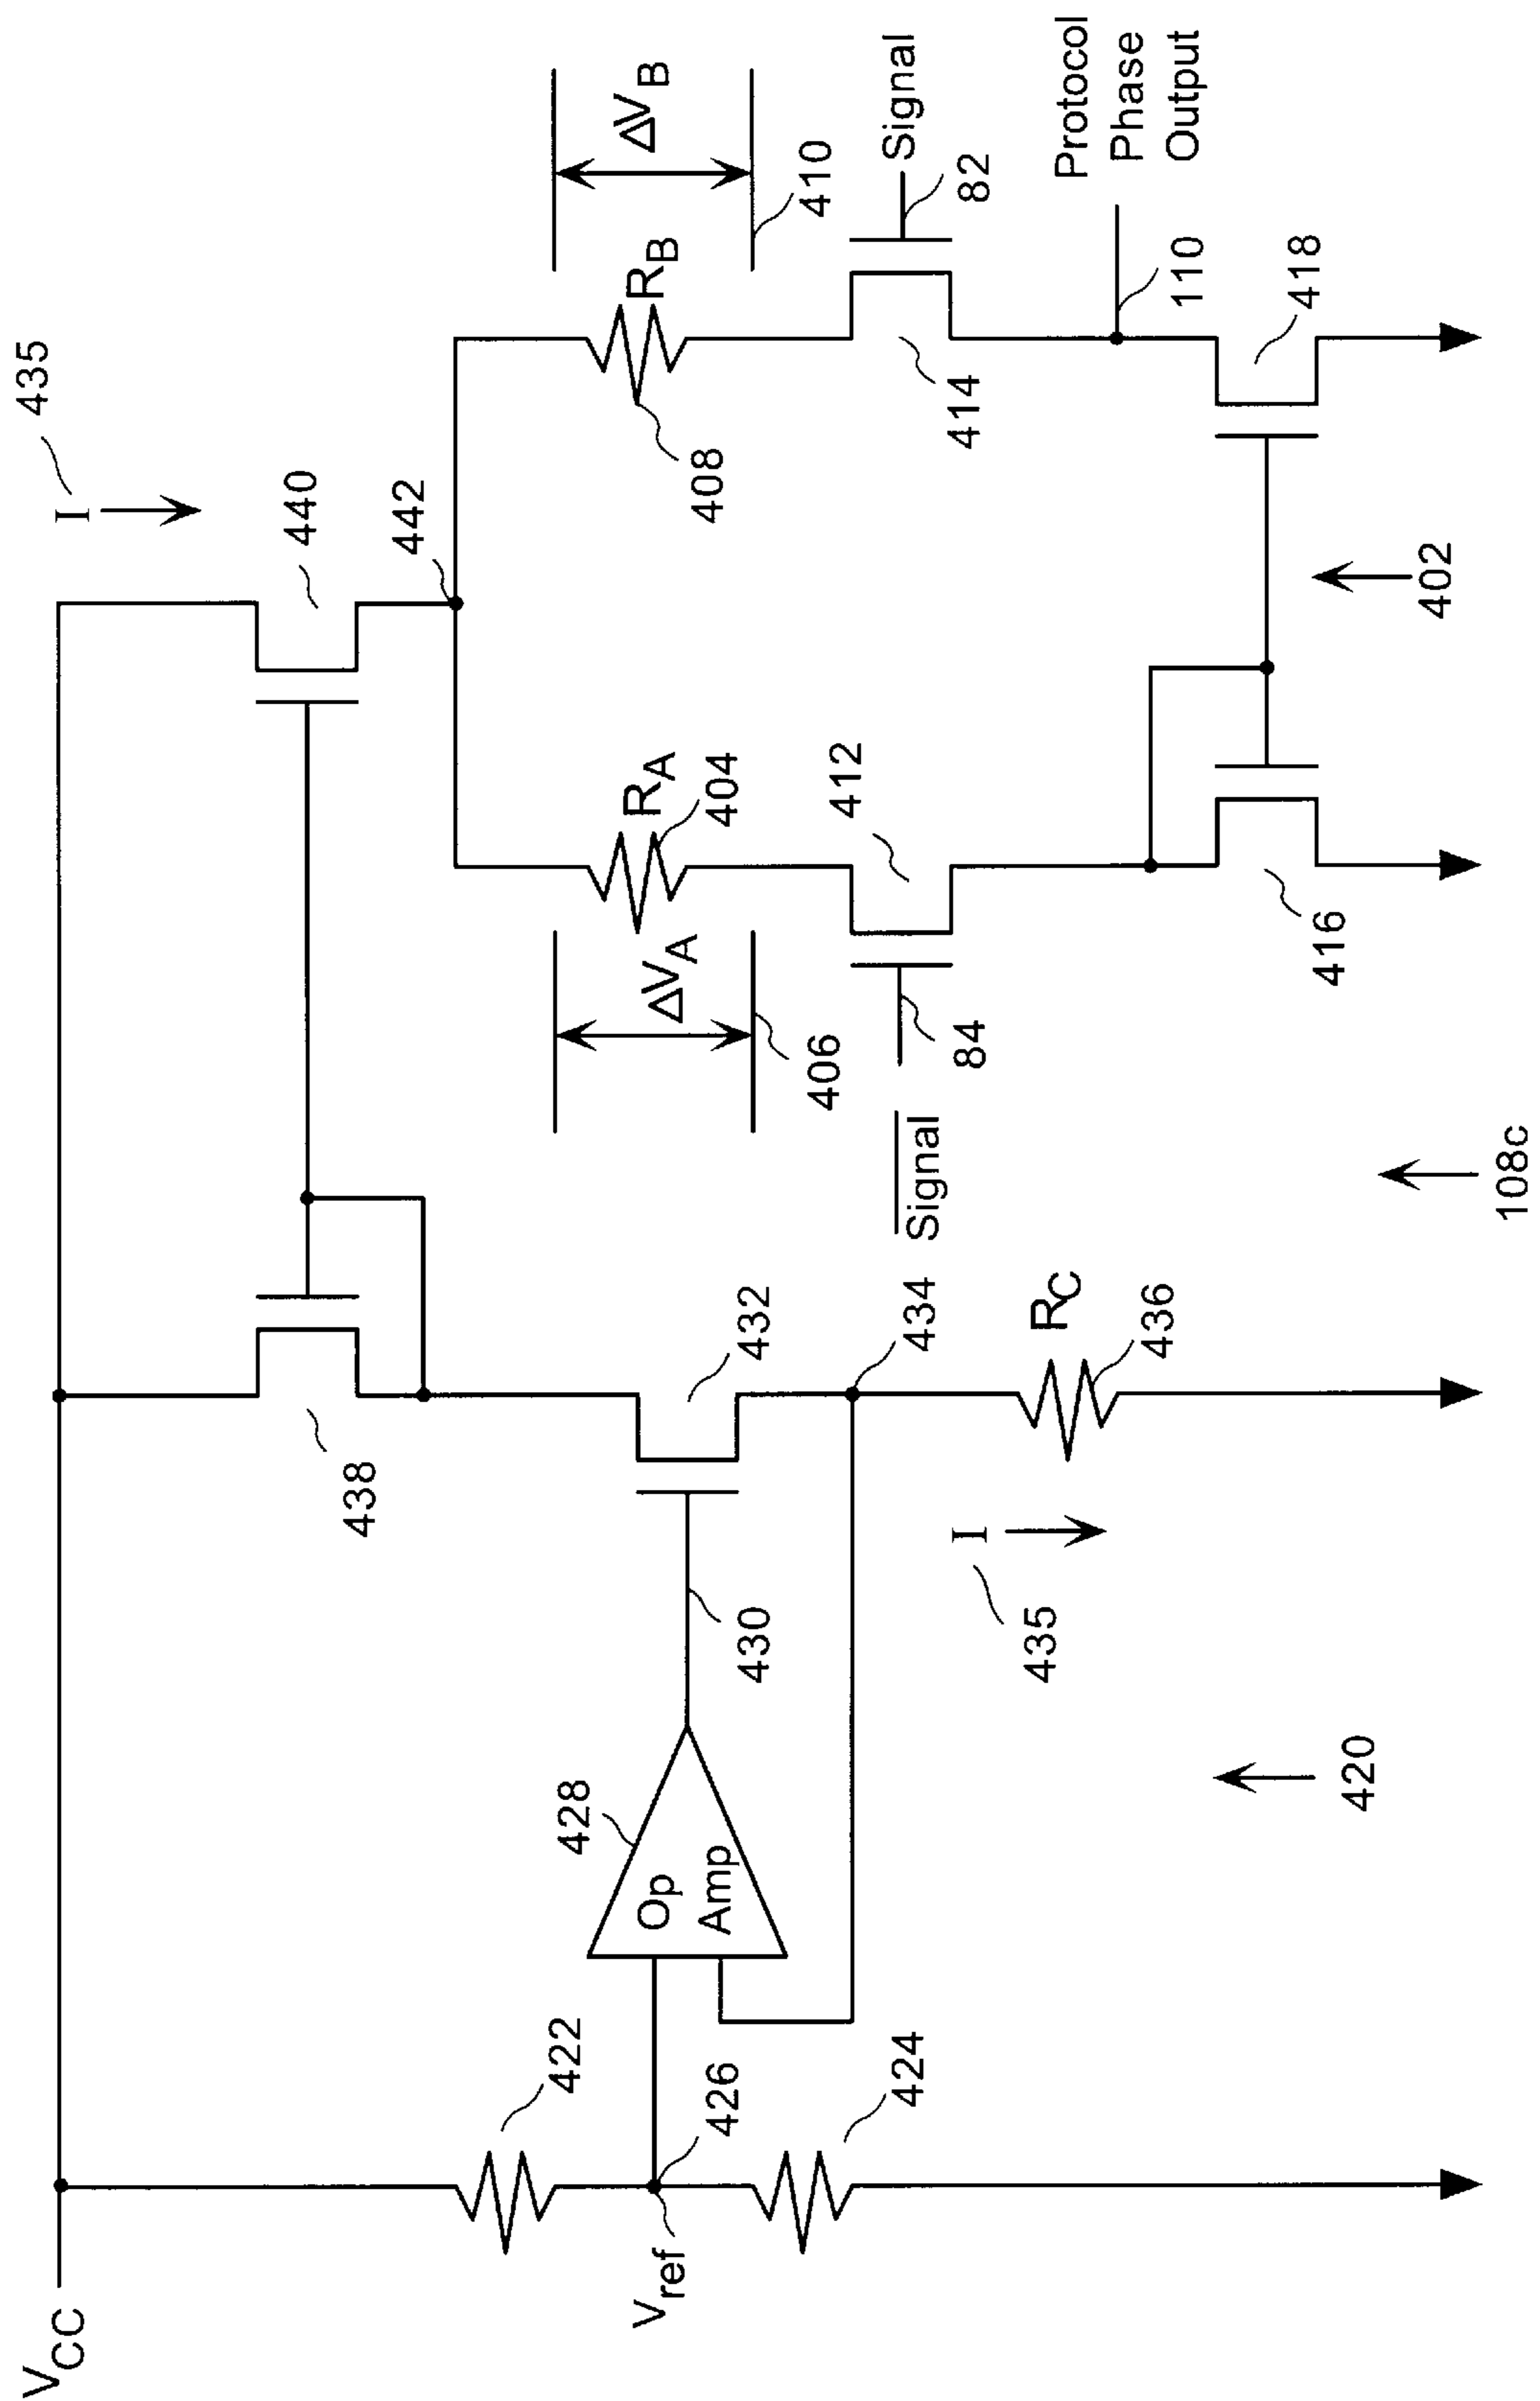 V_CC
435
I
440
438
442
422
428
Op
Amp
430
432
434
V_ref
426
424
435
I
R_C
436
420
R_A
404
ΔV_A
406
412
S̅i̅g̅n̅a̅l̅
84
416
108c
402
R_B
408
ΔV_B
410
414
Signal
82
Protocol
Phase
Output
110
418